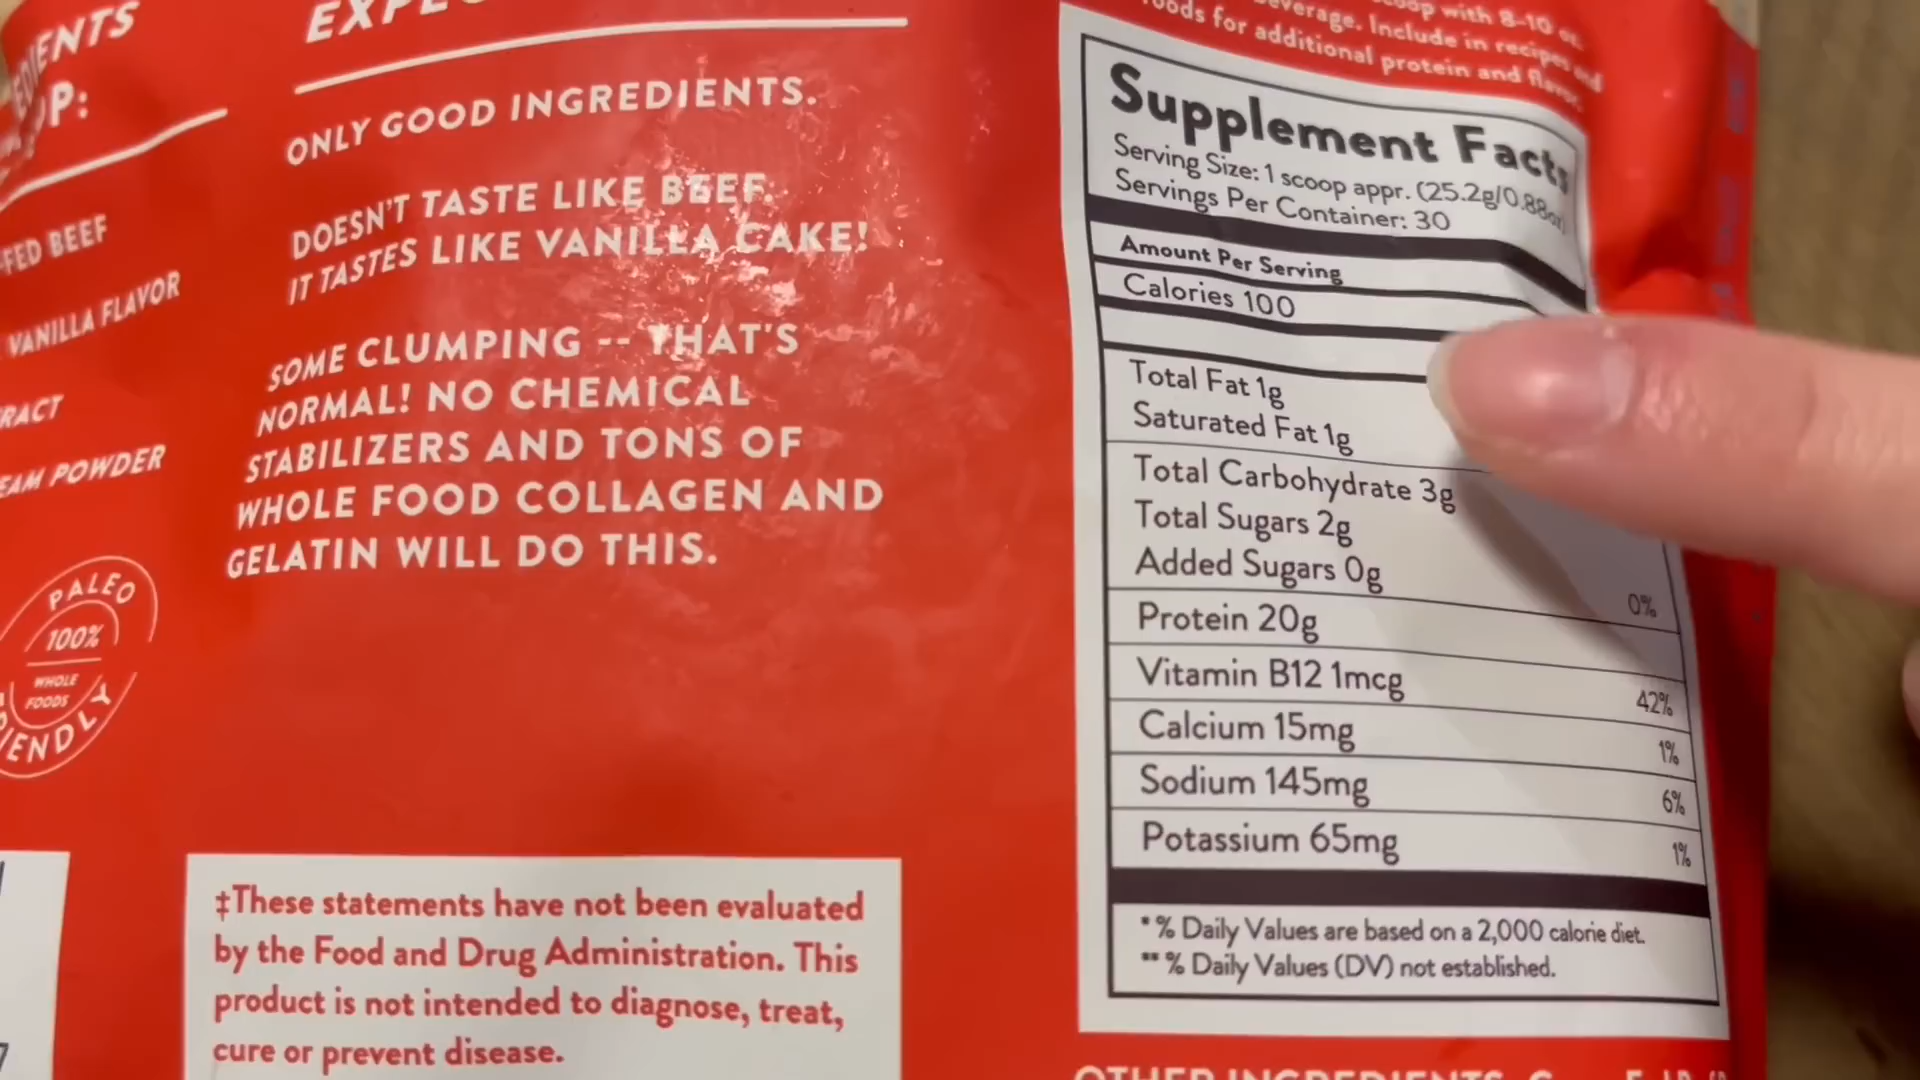 P:
FED BEEF
VANILLA FLAVOR
POWDER
PALEO
100%
WHOLE
FOODS
ONLY GOOD INGREDIENTS.
DOESN'T TASTE LIKE BEEF.
IT TASTES LIKE VANILLA CAKE!
SOME CLUMPING -- THAT'S
NORMAL! NO CHEMICAL
STABILIZERS AND TONS OF
WHOLE FOOD COLLAGEN AND
GELATIN WILL DO THIS.
‡These statements have not been evaluated
by the Food and Drug Administration. This
product is not intended to diagnose, treat,
cure or prevent disease.
with 8-10 oz.
Include in recipes and
for additional protein and flavor.
Supplement Facts
Serving Size: 1 scoop appr. (25.2g/0.88oz)
Servings Per Container: 30
Amount Per Serving
Calories 100
Total Fat 1g
Saturated Fat 1g
Total Carbohydrate 3g
Total Sugars 2g
Added Sugars 0g 0%
Protein 20g
Vitamin B12 1mcg 42%
Calcium 15mg 1%
Sodium 145mg 6%
Potassium 65mg 1%
*% Daily Values are based on a 2,000 calorie diet.
**% Daily Values (DV) not established.
OTHER INGREDIENTS: